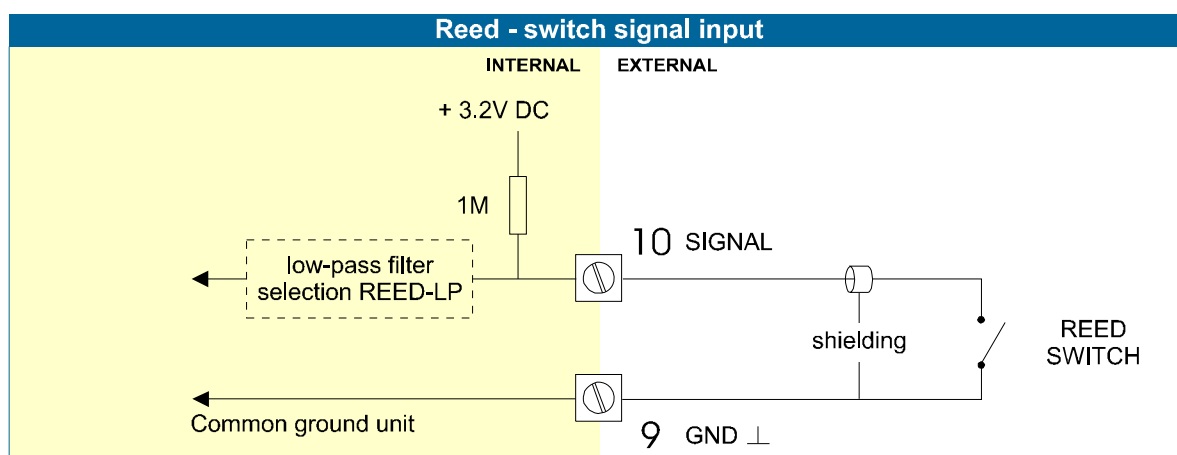 Reed - switch signal input
INTERNAL
EXTERNAL
+ 3.2V DC
1M
10 SIGNAL
low-pass filter
selection REED-LP
shielding
REED
SWITCH
Common ground unit
9 GND ⊥